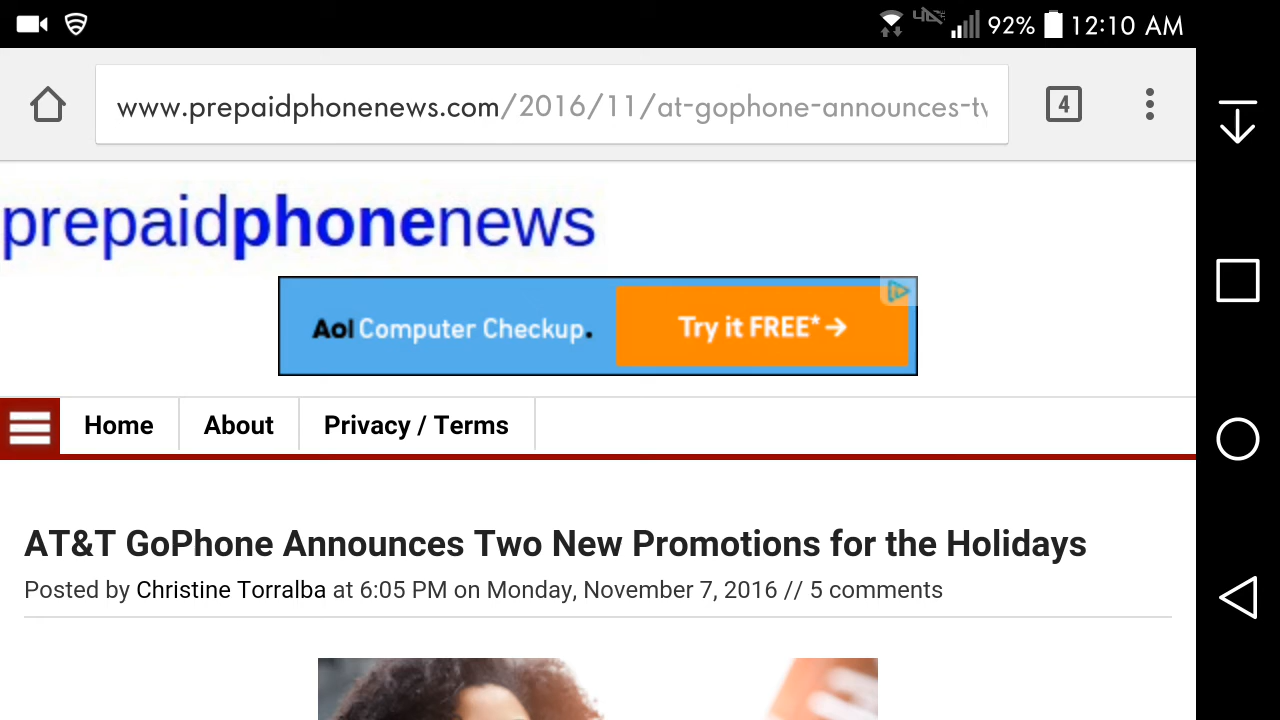 92% 12:10 AM
www.prepaidphonenews.com/2016/11/at-gophone-announces-tv
4
prepaidphonenews
Aol Computer Checkup. Try it FREE* →
Home About Privacy / Terms
AT&T GoPhone Announces Two New Promotions for the Holidays
Posted by Christine Torralba at 6:05 PM on Monday, November 7, 2016 // 5 comments